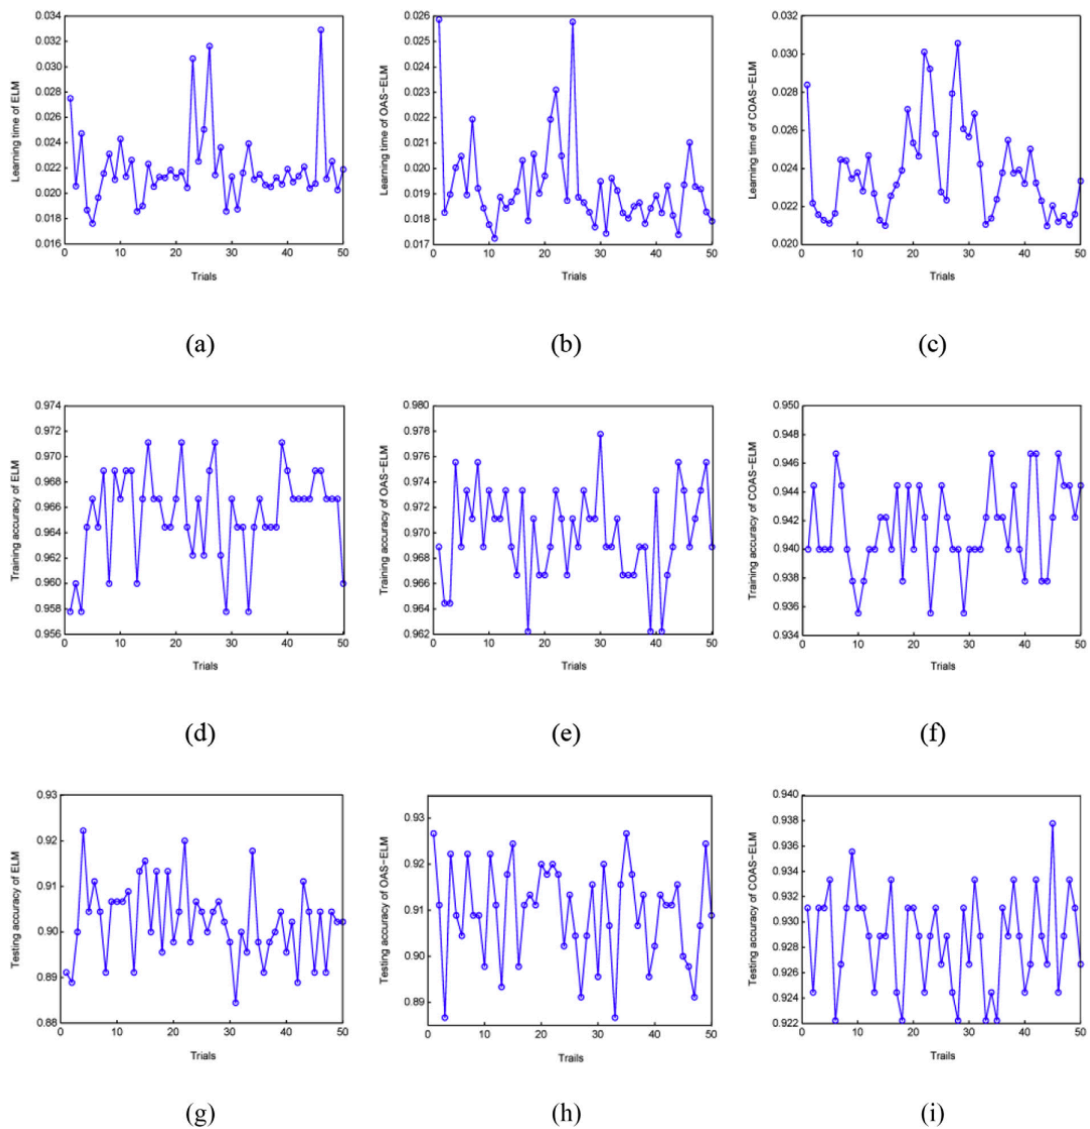 Learning time of ELM
0.034
0.032
0.030
0.028
0.026
0.024
0.022
0.020
0.018
0.016
0 10 20 30 40 50
Trials
(a)
Learning time of OAS-ELM
0.026
0.025
0.024
0.023
0.022
0.021
0.020
0.019
0.018
0.017
0 10 20 30 40 50
Trials
(b)
Learning time of COAS-ELM
0.032
0.030
0.028
0.026
0.024
0.022
0.020
0 10 20 30 40 50
Trials
(c)
Training accuracy of ELM
0.974
0.972
0.970
0.968
0.966
0.964
0.962
0.960
0.958
0.956
0 10 20 30 40 50
Trials
(d)
Training accuracy of OAS-ELM
0.980
0.978
0.976
0.974
0.972
0.970
0.968
0.966
0.964
0.962
0 10 20 30 40 50
Trials
(e)
Training accuracy of COAS-ELM
0.950
0.948
0.946
0.944
0.942
0.940
0.938
0.936
0.934
0 10 20 30 40 50
Trials
(f)
Testing accuracy of ELM
0.93
0.92
0.91
0.90
0.89
0.88
0 10 20 30 40 50
Trials
(g)
Testing accuracy of OAS-ELM
0.93
0.92
0.91
0.90
0.89
0 10 20 30 40 50
Trails
(h)
Testing accuracy of COAS-ELM
0.940
0.938
0.936
0.934
0.932
0.930
0.928
0.926
0.924
0.922
0 10 20 30 40 50
Trails
(i)